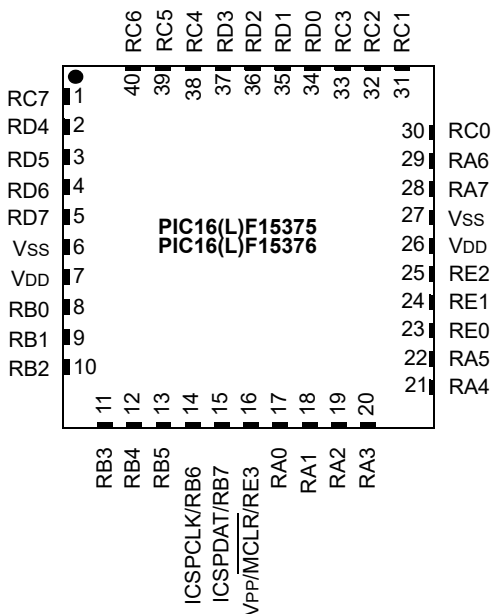 RC6
RC5
RC4
RD3
RD2
RD1
RD0
RC3
RC2
RC1
40
39
38
37
36
35
34
33
32
31
RC7 1
RD4 2
RD5 3
RD6 4
RD7 5
VSS 6
VDD 7
RB0 8
RB1 9
RB2 10
PIC16(L)F15375
PIC16(L)F15376
30 RC0
29 RA6
28 RA7
27 VSS
26 VDD
25 RE2
24 RE1
23 RE0
22 RA5
21 RA4
11
12
13
14
15
16
17
18
19
20
RB3
RB4
RB5
ICSPCLK/RB6
ICSPDAT/RB7
VPP/MCLR/RE3
RA0
RA1
RA2
RA3